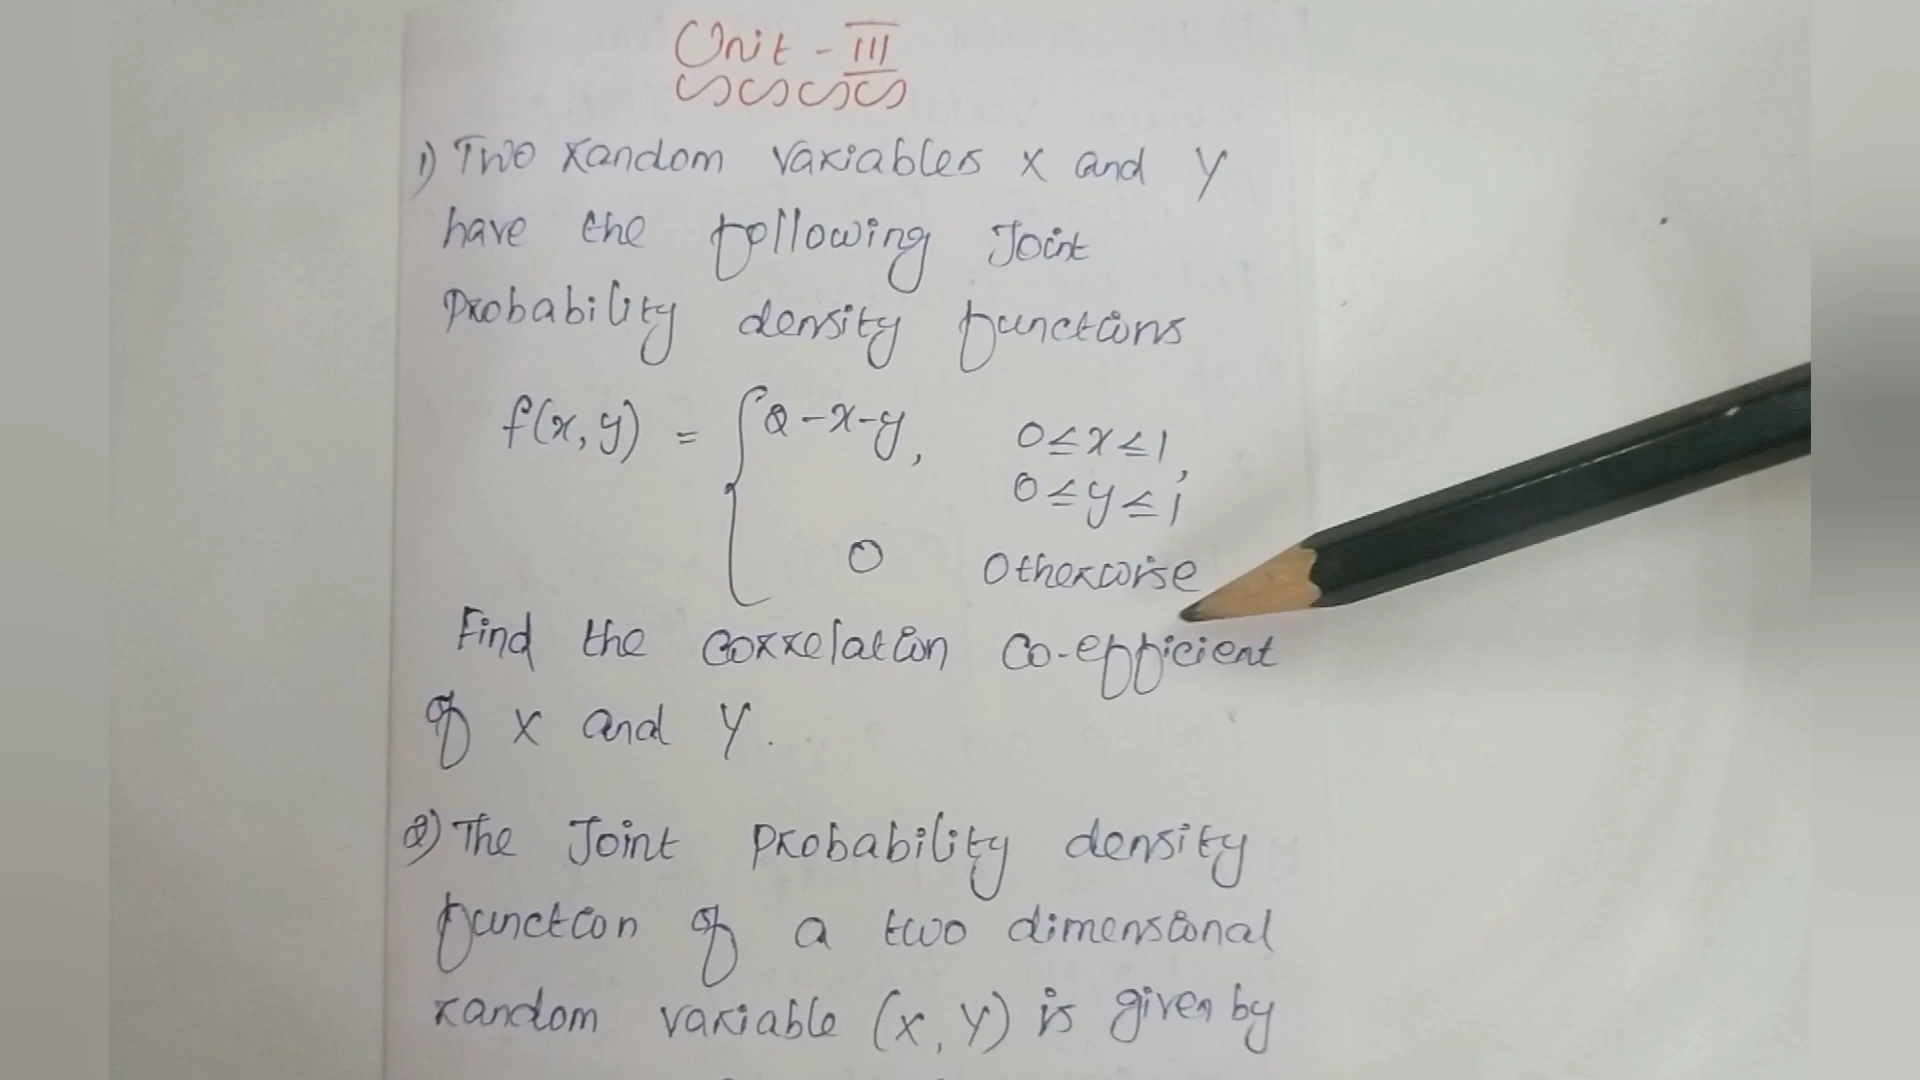 Unit - III
1) Two random variables X and Y
have the following Joint
Probability density functions
f(x, y) = { 2-x-y, 0≤x≤1,
0≤y≤1
0 Otherwise
Find the correlation co-efficient
of X and Y.
2) The Joint Probability density
function of a two dimensional
random variable (X, Y) is given by